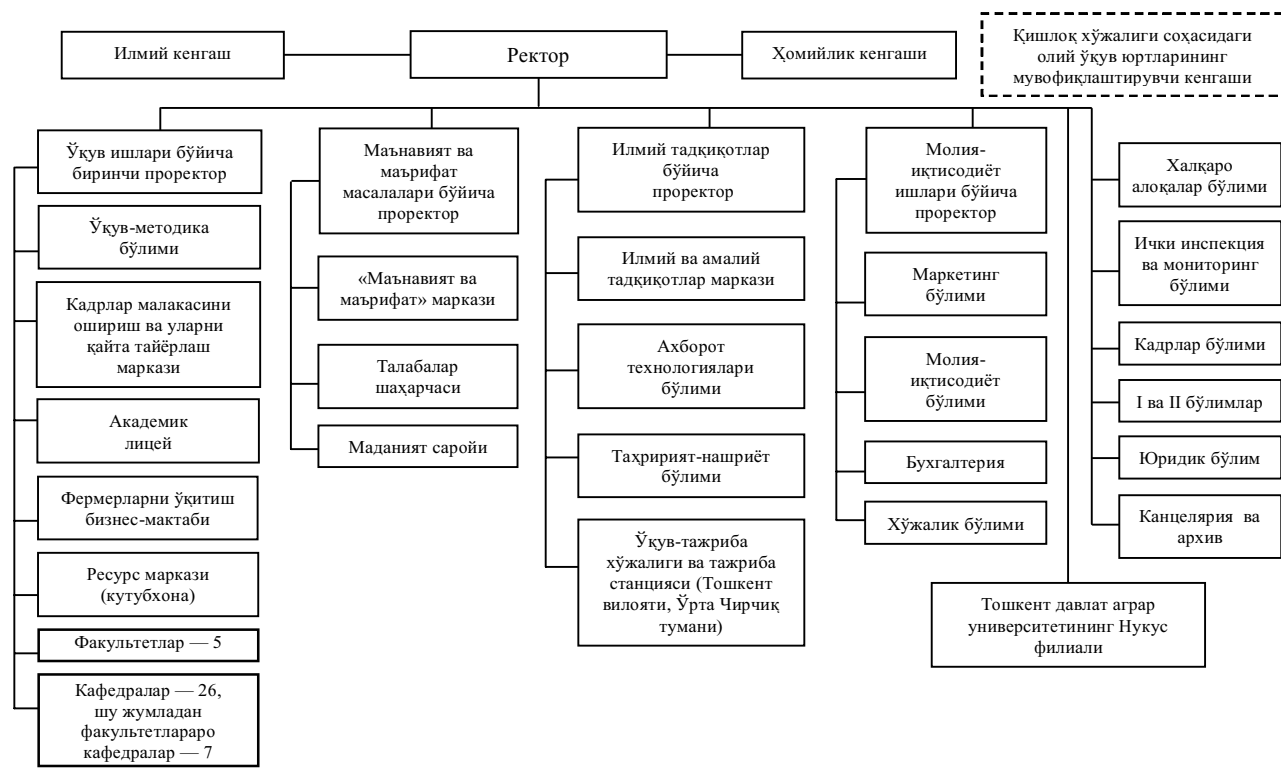 Илмий кенгаш
Ректор
Ҳомийлик кенгаши
Қишлоқ хўжалиги соҳасидаги
олий ўқув юртларининг
мувофиқлаштирувчи кенгаши
Ўқув ишлари бўйича
биринчи проректор
Ўқув-методика
бўлими
Кадрлар малакасини
ошириш ва уларни
қайта тайёрлаш
маркази
Академик
лицей
Фермерларни ўқитиш
бизнес-мактаби
Ресурс маркази
(кутубхона)
Факультетлар — 5
Кафедралар — 26,
шу жумладан
факультетлараро
кафедралар — 7
Маънавият ва
маърифат
масалалари бўйича
проректор
«Маънавият ва
маърифат» маркази
Талабалар
шаҳарчаси
Маданият саройи
Илмий тадқиқотлар
бўйича
проректор
Илмий ва амалий
тадқиқотлар маркази
Ахборот
технологиялари
бўлими
Таҳририят-нашриёт
бўлими
Ўқув-тажриба
хўжалиги ва тажриба
станцияси (Тошкент
вилояти, Ўрта Чирчиқ
тумани)
Молия-
иқтисодиёт
ишлари бўйича
проректор
Маркетинг
бўлими
Молия-
иқтисодиёт
бўлими
Бухгалтерия
Хўжалик бўлими
Халқаро
алоқалар бўлими
Ички инспекция
ва мониторинг
бўлими
Кадрлар бўлими
I ва II бўлимлар
Юридик бўлим
Канцелярия ва
архив
Тошкент давлат аграр
университетининг Нукус
филиали